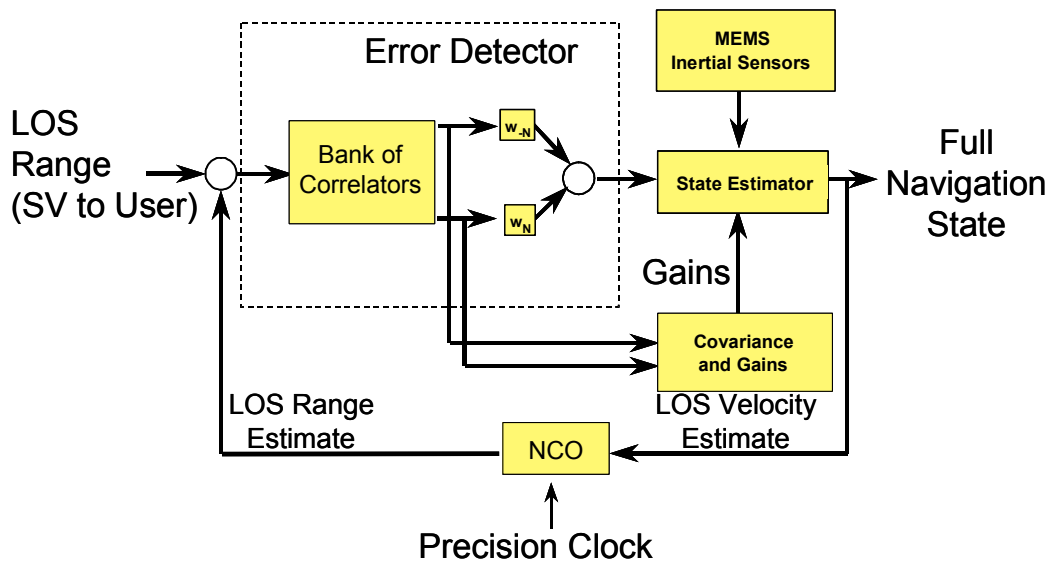 Error Detector
MEMS
Inertial Sensors
LOS
Range
(SV to User)
Bank of
Correlators
w-N
wN
State Estimator
Full
Navigation
State
Gains
Covariance
and Gains
LOS Range
Estimate
LOS Velocity
Estimate
NCO
Precision Clock